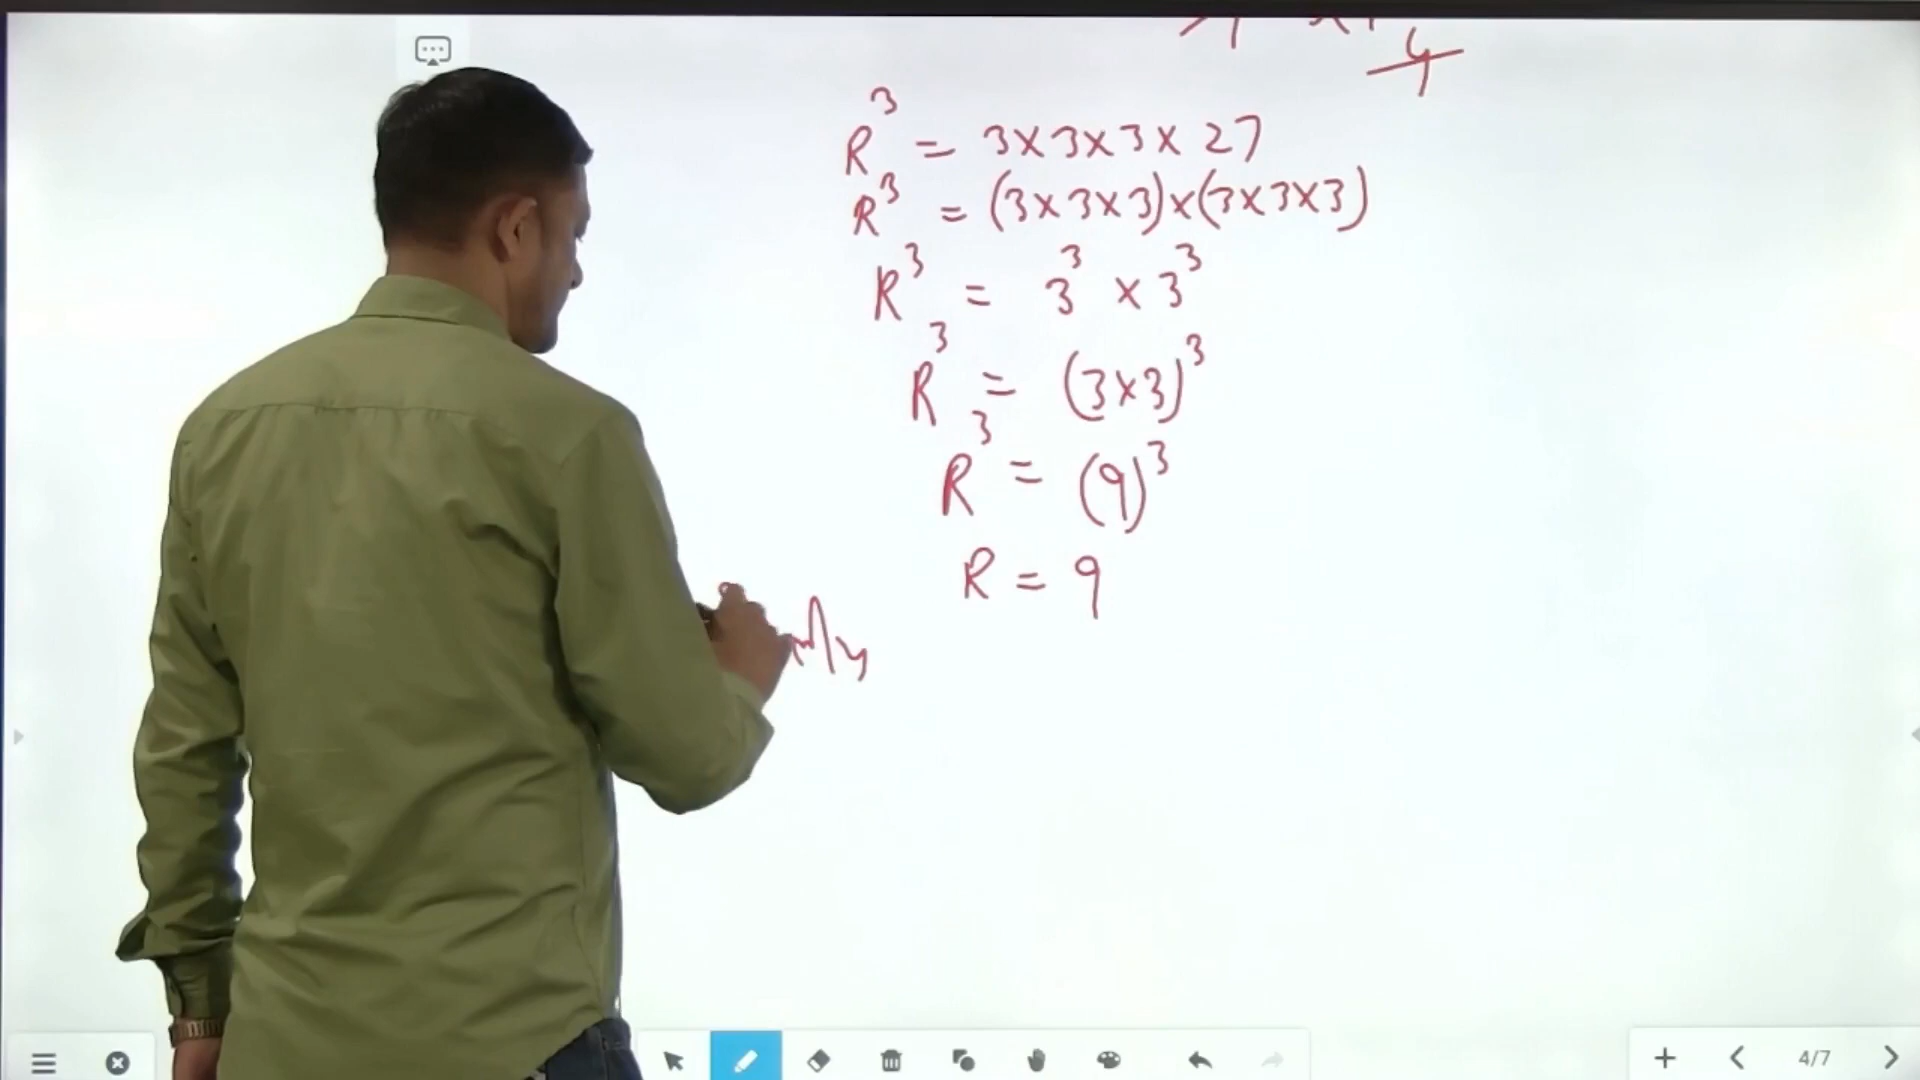 4
R³ = 3×3×3× 27
R³ = (3×3×3)×(3×3×3)
R³ = 3³ × 3³
R³ = (3×3)³
R³ = (9)³
R = 9
4/7